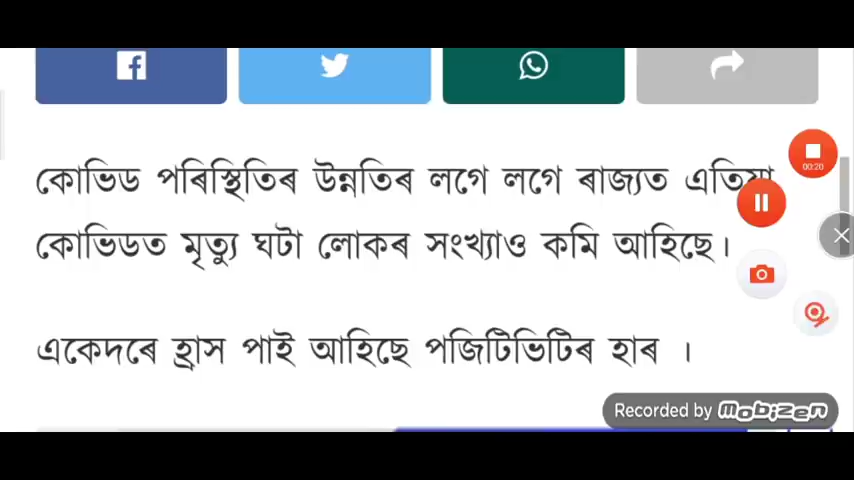 কোভিড পৰিস্থিতিৰ উন্নতিৰ লগে লগে ৰাজ্যত এতিয়া
কোভিডত মৃত্যু ঘটা লোকৰ সংখ্যাও কমি আহিছে।
একেদৰে হ্ৰাস পাই আহিছে পজিটিভিটিৰ হাৰ ।
00:20
Recorded by Mobizen